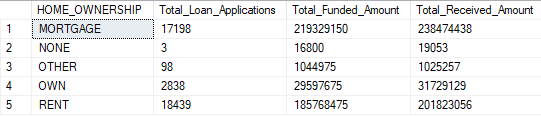 HOME_OWNERSHIP Total_Loan_Applications Total_Funded_Amount Total_Received_Amount
1 MORTGAGE 17198 219329150 238474438
2 NONE 3 16800 19053
3 OTHER 98 1044975 1025257
4 OWN 2838 29597675 31729129
5 RENT 18439 185768475 201823056